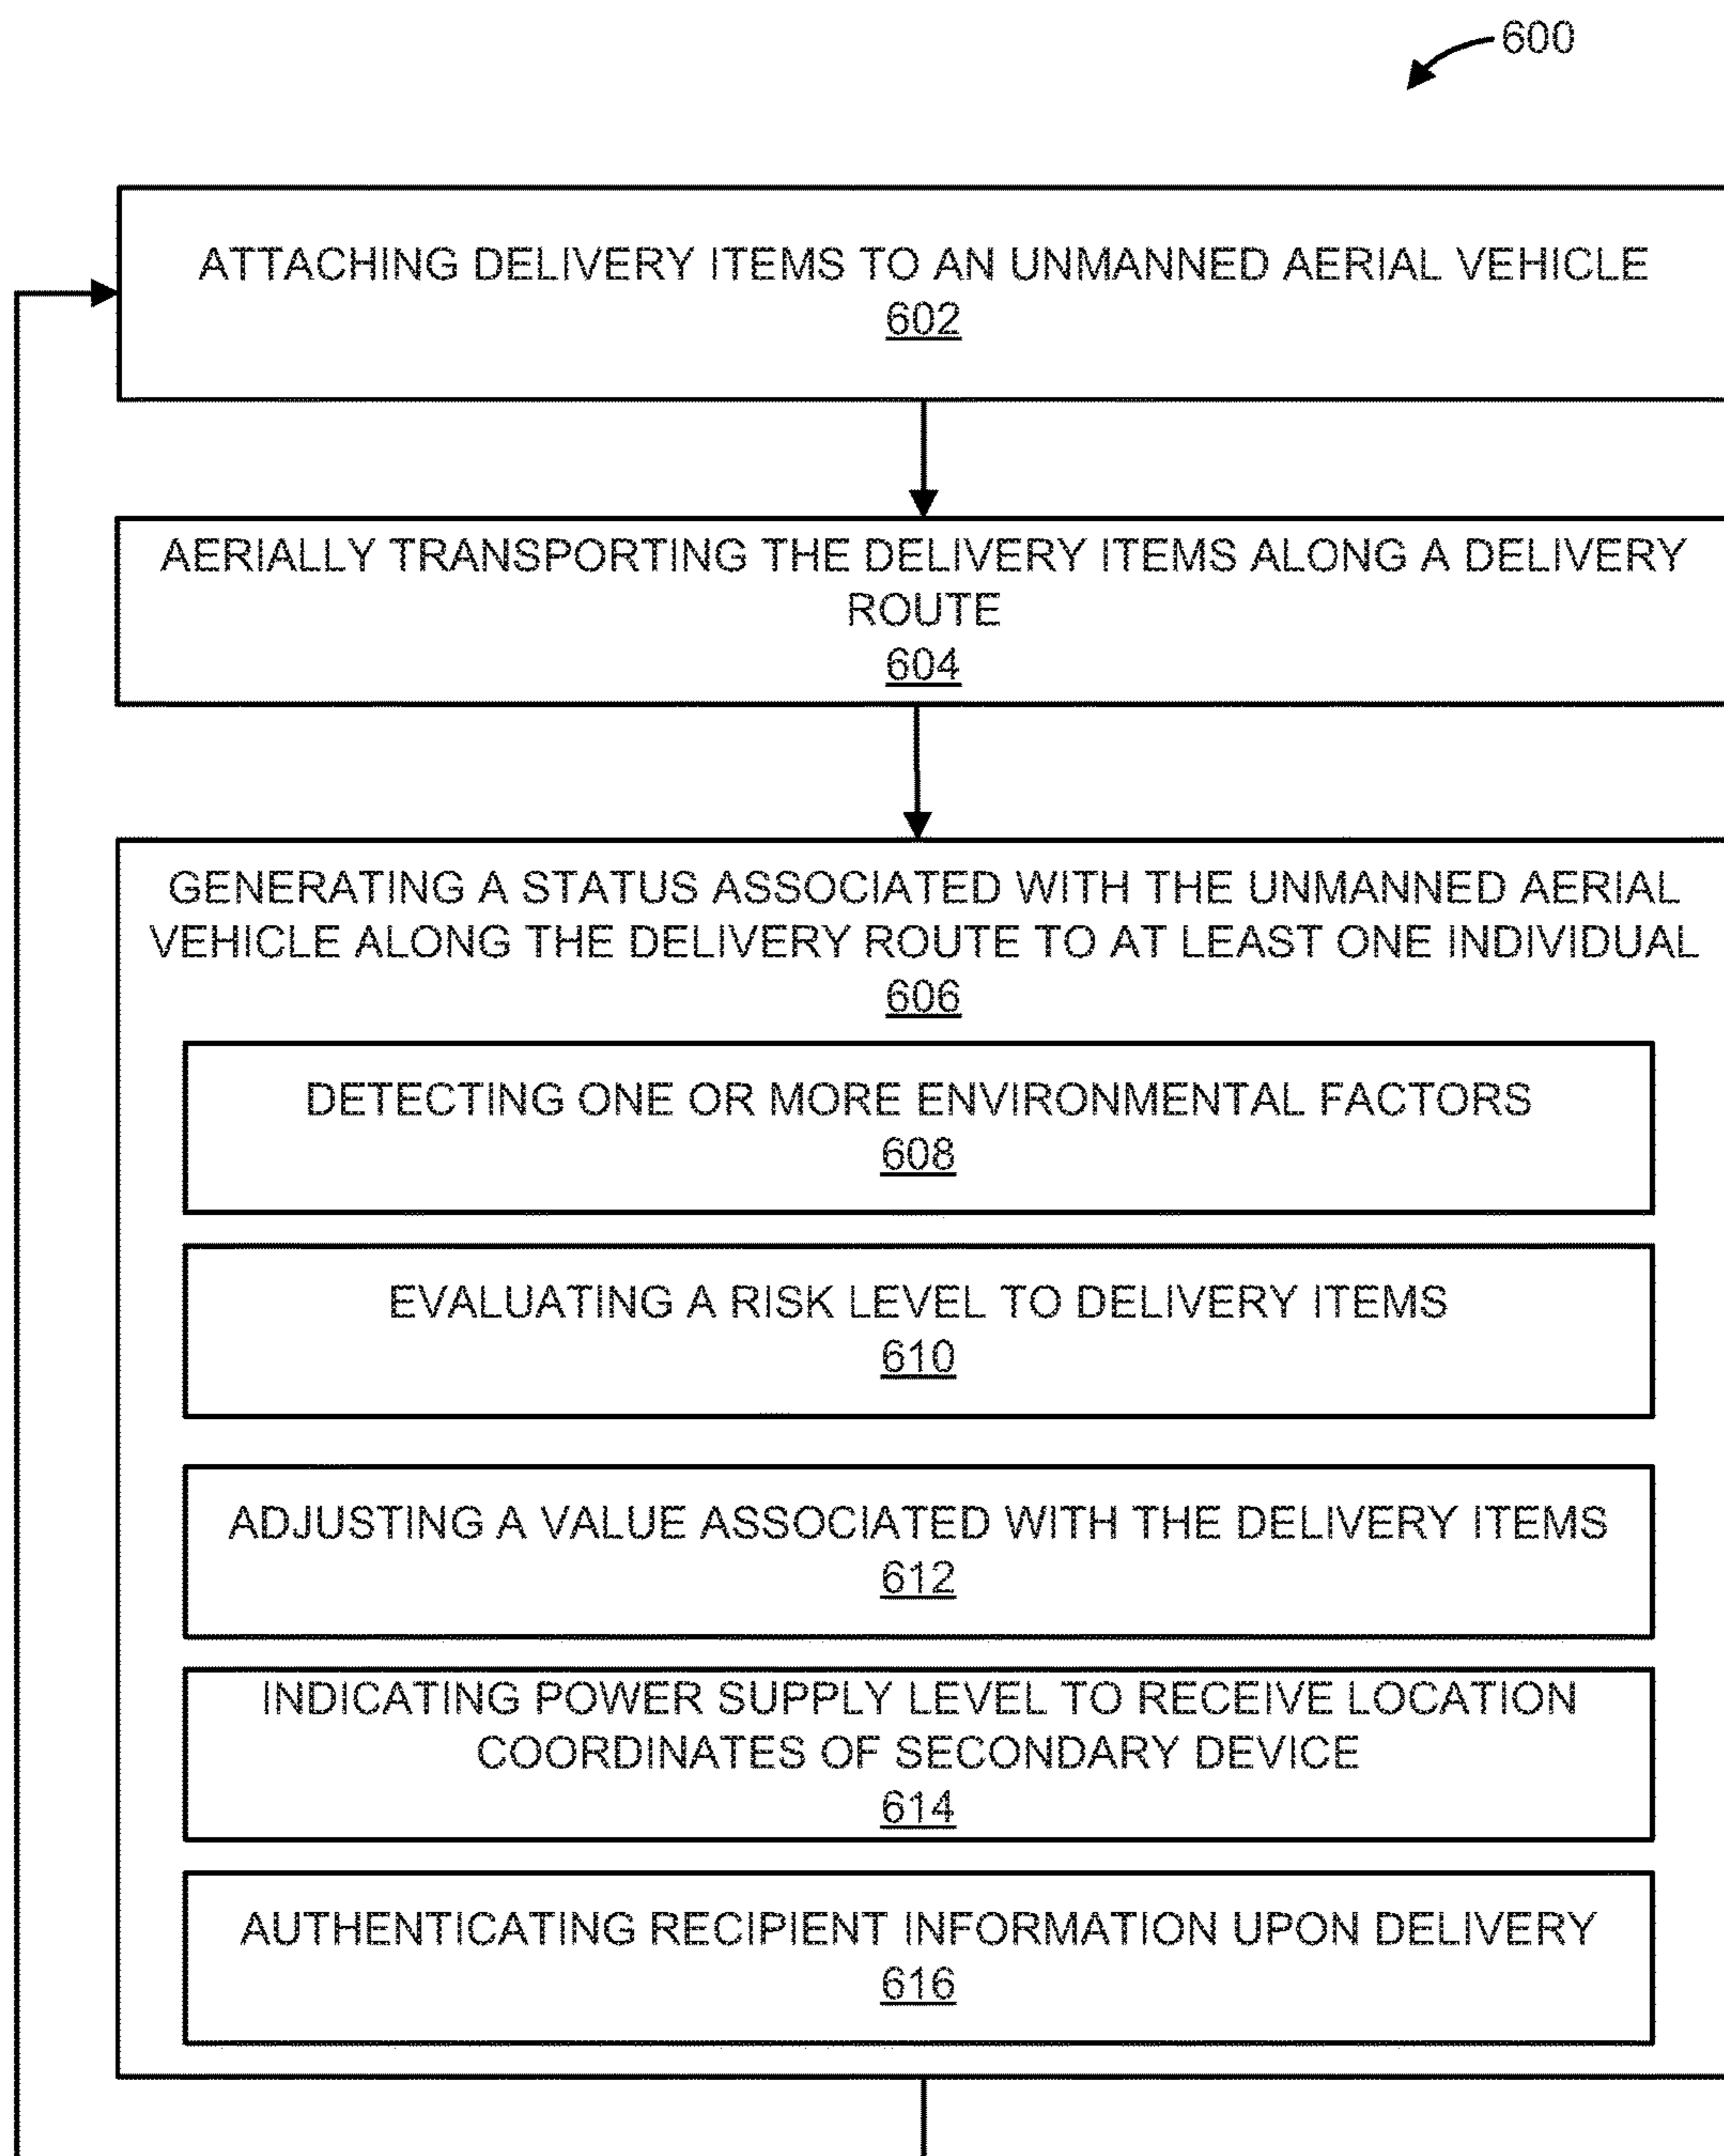 600
ATTACHING DELIVERY ITEMS TO AN UNMANNED AERIAL VEHICLE
602
AERIALLY TRANSPORTING THE DELIVERY ITEMS ALONG A DELIVERY
ROUTE
604
GENERATING A STATUS ASSOCIATED WITH THE UNMANNED AERIAL
VEHICLE ALONG THE DELIVERY ROUTE TO AT LEAST ONE INDIVIDUAL
606
DETECTING ONE OR MORE ENVIRONMENTAL FACTORS
608
EVALUATING A RISK LEVEL TO DELIVERY ITEMS
610
ADJUSTING A VALUE ASSOCIATED WITH THE DELIVERY ITEMS
612
INDICATING POWER SUPPLY LEVEL TO RECEIVE LOCATION
COORDINATES OF SECONDARY DEVICE
614
AUTHENTICATING RECIPIENT INFORMATION UPON DELIVERY
616